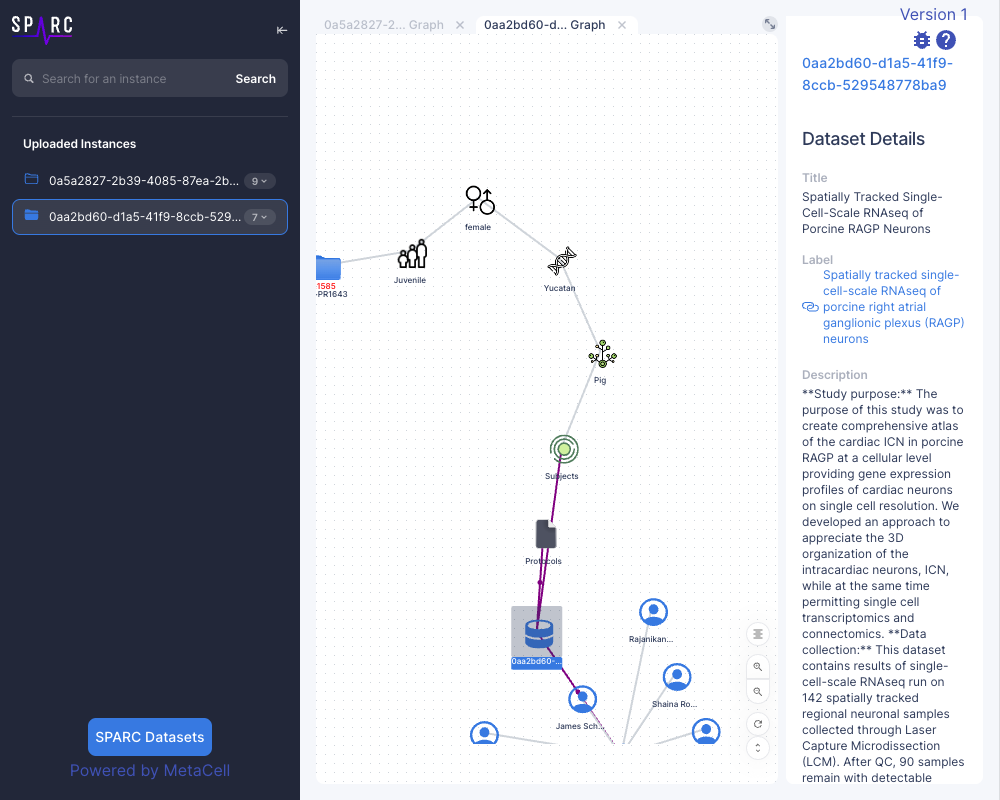 SPARC
Search for an instance
Search
Uploaded Instances
0a5a2827-2b39-4085-87ea-2b...
9
0aa2bd60-d1a5-41f9-8ccb-529...
7
SPARC Datasets
Powered by MetaCell
0a5a2827-2... Graph
0aa2bd60-d... Graph
female
Juvenile
1585
-PR1643
Yucatan
Pig
Subjects
Protocols
0aa2bd60-...
Rajanikan...
Shaina Ro...
James Sch...
Version 1
0aa2bd60-d1a5-41f9-
8ccb-529548778ba9
Dataset Details
Title
Spatially Tracked Single-
Cell-Scale RNAseq of
Porcine RAGP Neurons
Label
Spatially tracked single-
cell-scale RNAseq of
porcine right atrial
ganglionic plexus (RAGP)
neurons
Description
**Study purpose:** The
purpose of this study was to
create comprehensive atlas
of the cardiac ICN in porcine
RAGP at a cellular level
providing gene expression
profiles of cardiac neurons
on single cell resolution. We
developed an approach to
appreciate the 3D
organization of the
intracardiac neurons, ICN,
while at the same time
permitting single cell
transcriptomics and
connectomics. **Data
collection:** This dataset
contains results of single-
cell-scale RNAseq run on
142 spatially tracked
regional neuronal samples
collected through Laser
Capture Microdissection
(LCM). After QC, 90 samples
remain with detectable